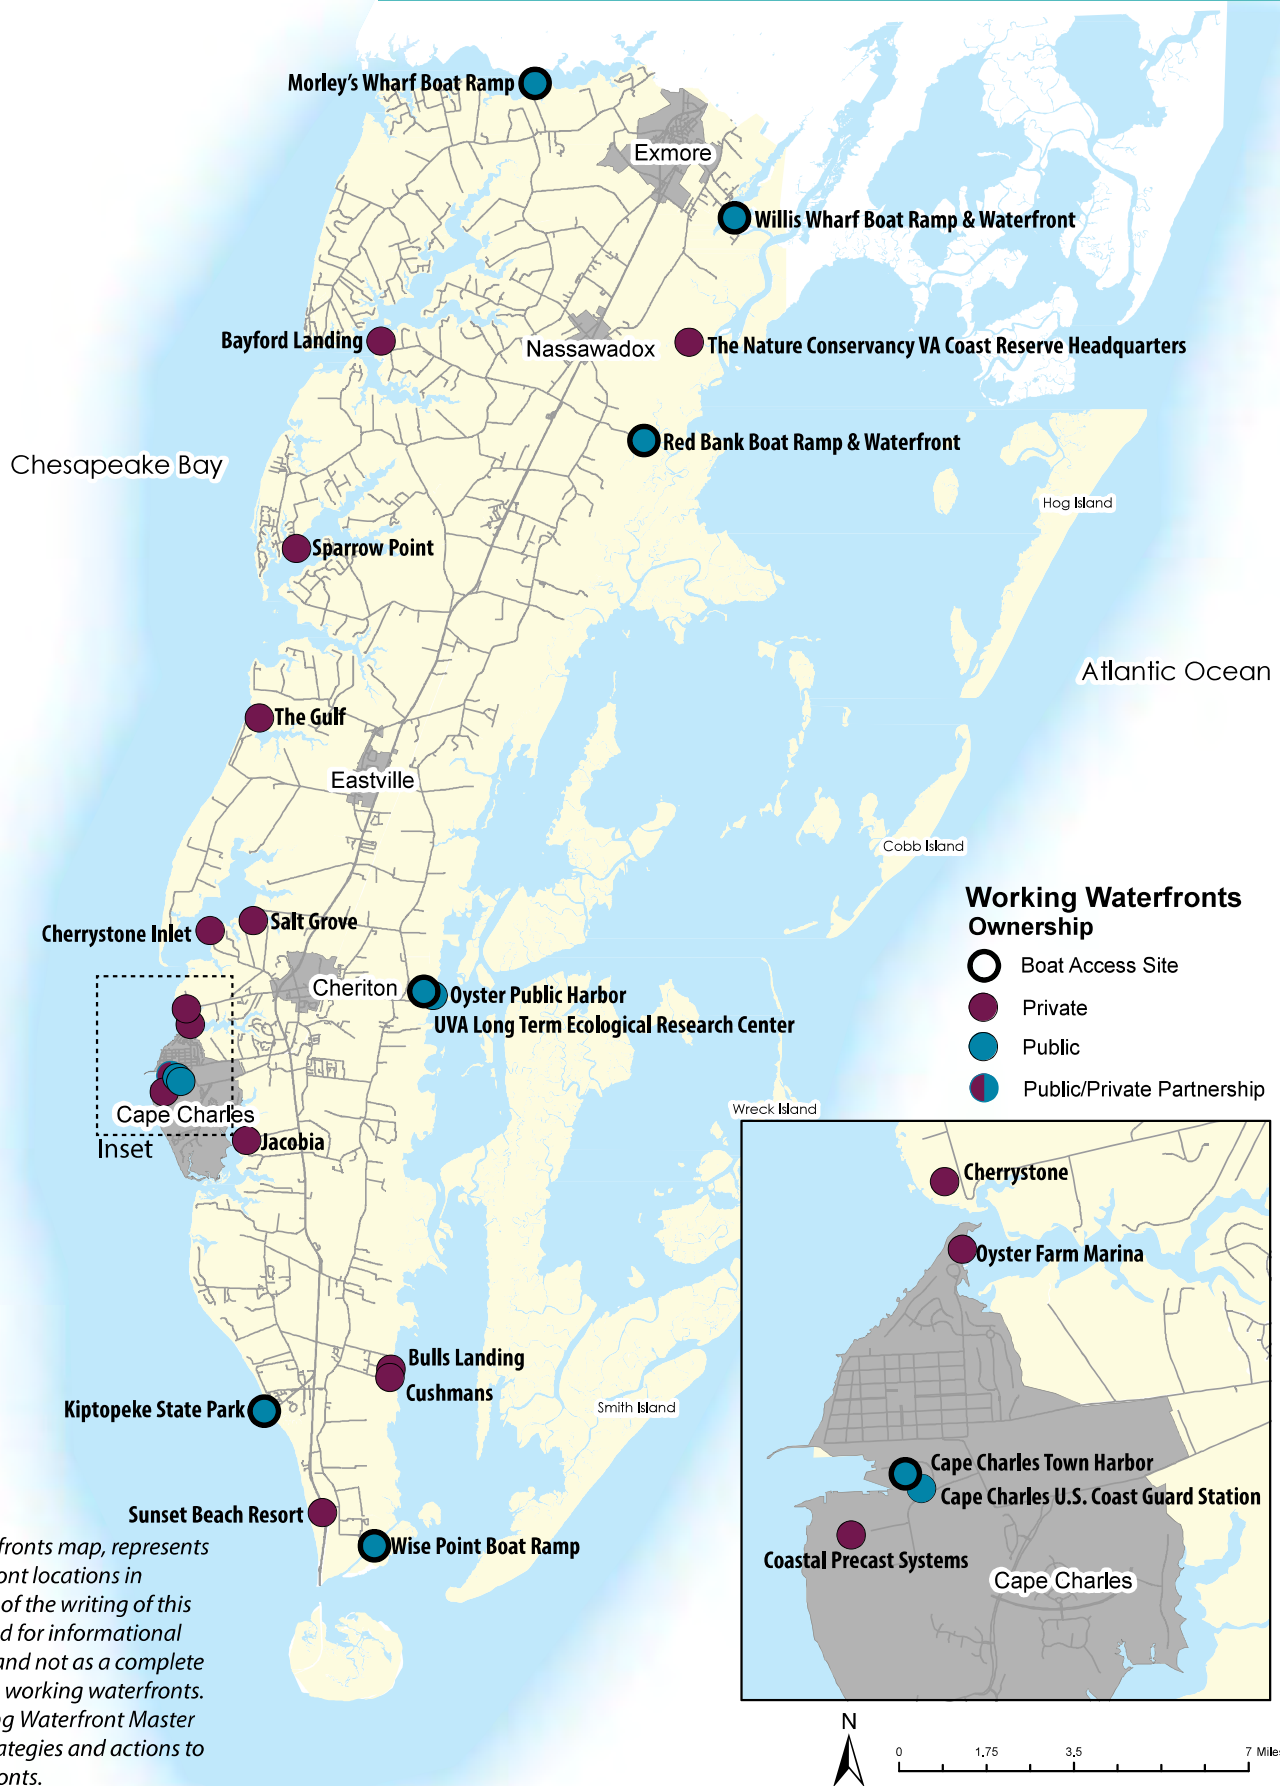 Morley's Wharf Boat Ramp
Exmore
Willis Wharf Boat Ramp & Waterfront
Bayford Landing
Nassawadox
The Nature Conservancy VA Coast Reserve Headquarters
Red Bank Boat Ramp & Waterfront
Chesapeake Bay
Hog Island
Sparrow Point
Atlantic Ocean
The Gulf
Eastville
Cobb Island
Working Waterfronts
Ownership
Boat Access Site
Private
Public
Public/Private Partnership
Salt Grove
Cherrystone Inlet
Cheriton
Oyster Public Harbor
UVA Long Term Ecological Research Center
Cape Charles
Inset
Wreck Island
Jacobia
Cherrystone
Oyster Farm Marina
Bulls Landing
Cushmans
Kiptopeke State Park
Smith Island
Cape Charles Town Harbor
Cape Charles U.S. Coast Guard Station
Coastal Precast Systems
Cape Charles
Sunset Beach Resort
Wise Point Boat Ramp
fronts map, represents
ont locations in
of the writing of this
d for informational
and not as a complete
working waterfronts.
g Waterfront Master
ategies and actions to
onts.
N
0 1.75 3.5 7 Miles